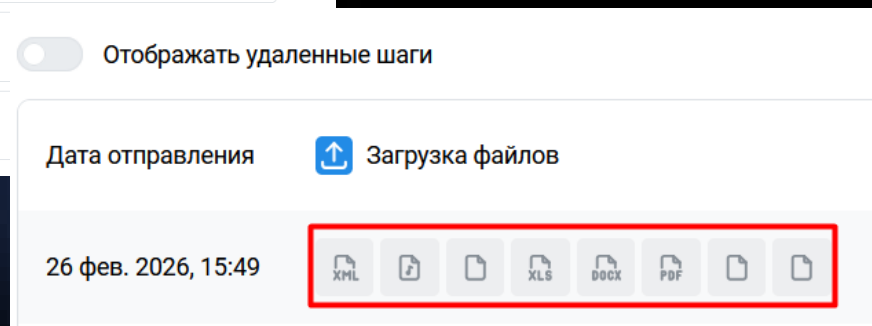 Отображать удаленные шаги
Дата отправления Загрузка файлов
26 фев. 2026, 15:49 XML XLS DOCX PDF